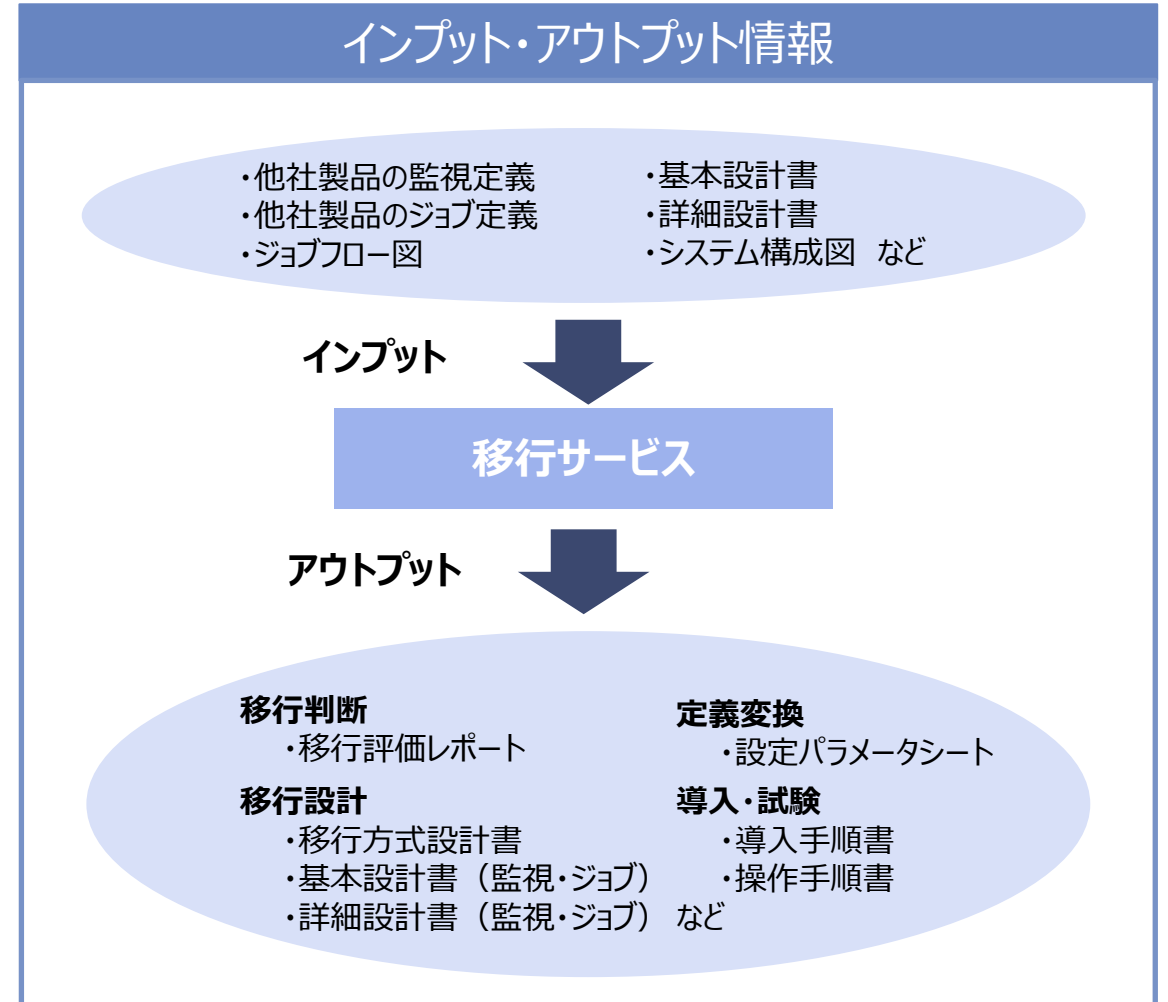 インプット・アウトプット情報
・他社製品の監視定義
・他社製品のジョブ定義
・ジョブフロー図
・基本設計書
・詳細設計書
・システム構成図 など
インプット
移行サービス
アウトプット
移行判断
・移行評価レポート
移行設計
・移行方式設計書
・基本設計書（監視・ジョブ）
・詳細設計書（監視・ジョブ） など
定義変換
・設定パラメータシート
導入・試験
・導入手順書
・操作手順書